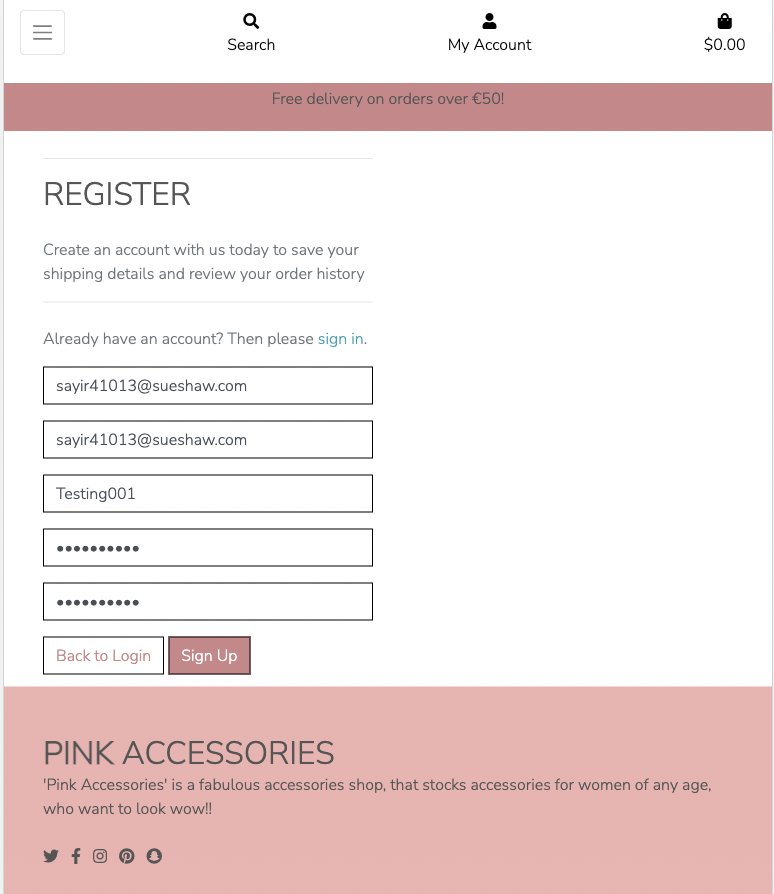 Search
My Account
$0.00
Free delivery on orders over €50!
REGISTER
Create an account with us today to save your
shipping details and review your order history
Already have an account? Then please sign in.
sayir41013@sueshaw.com
sayir41013@sueshaw.com
Testing001
••••••••••
••••••••••
Back to Login
Sign Up
PINK ACCESSORIES
'Pink Accessories' is a fabulous accessories shop, that stocks accessories for women of any age,
who want to look wow!!